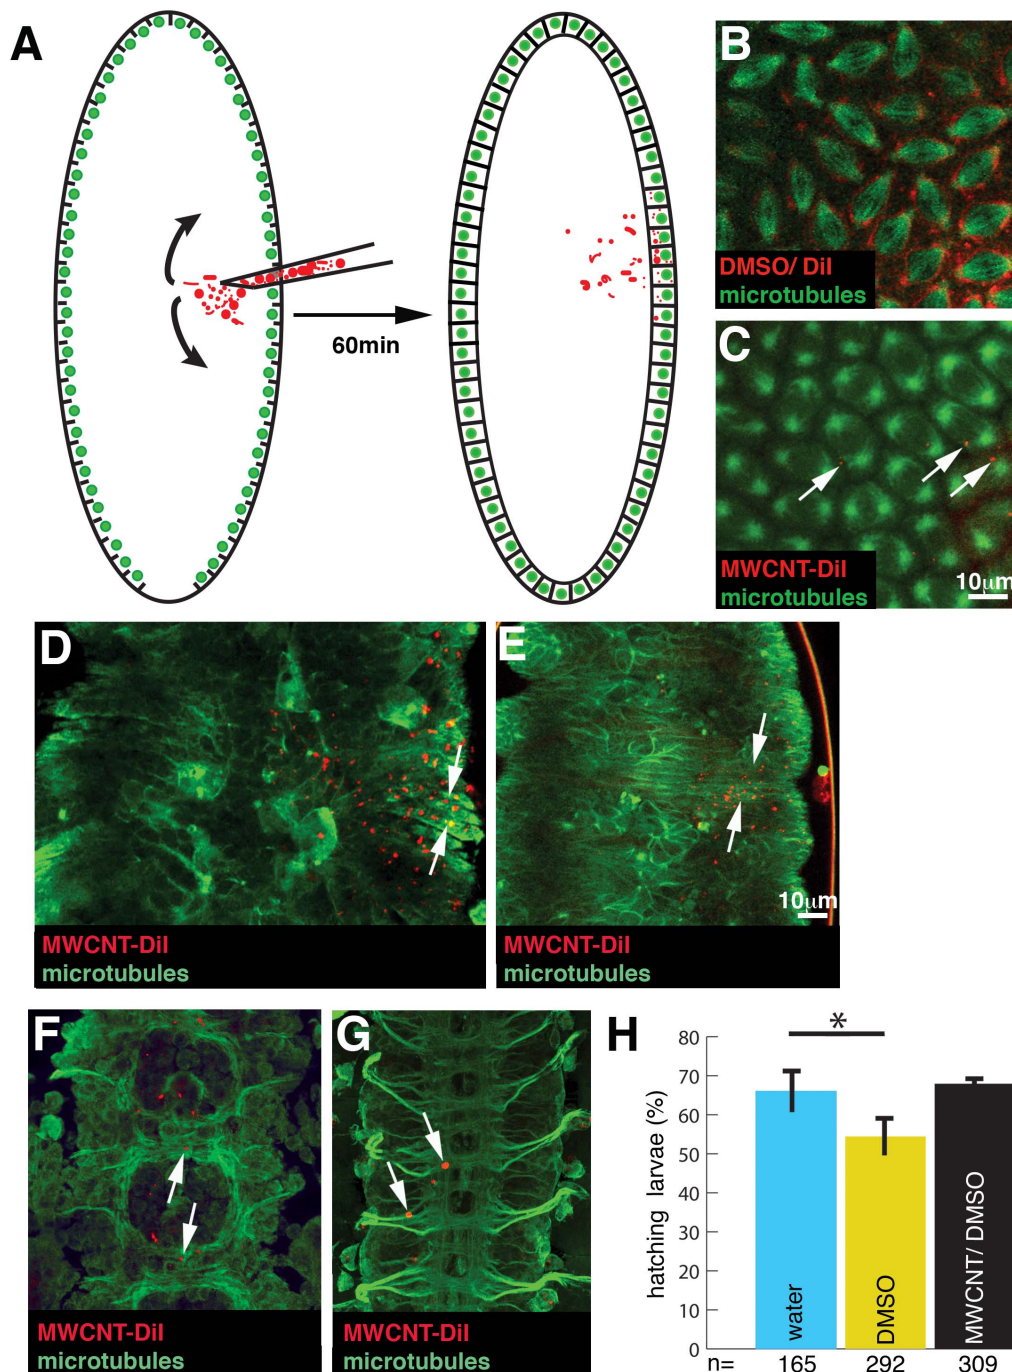 A
60min
B
DMSO/ DiI
microtubules
C
MWCNT-DiI
microtubules
10µm
D
MWCNT-DiI
microtubules
E
10µm
MWCNT-DiI
microtubules
F
MWCNT-DiI
microtubules
G
MWCNT-DiI
microtubules
H
*
hatching larvae (%)
80
70
60
50
40
30
20
10
0
water
DMSO
MWCNT/ DMSO
n= 165 292 309